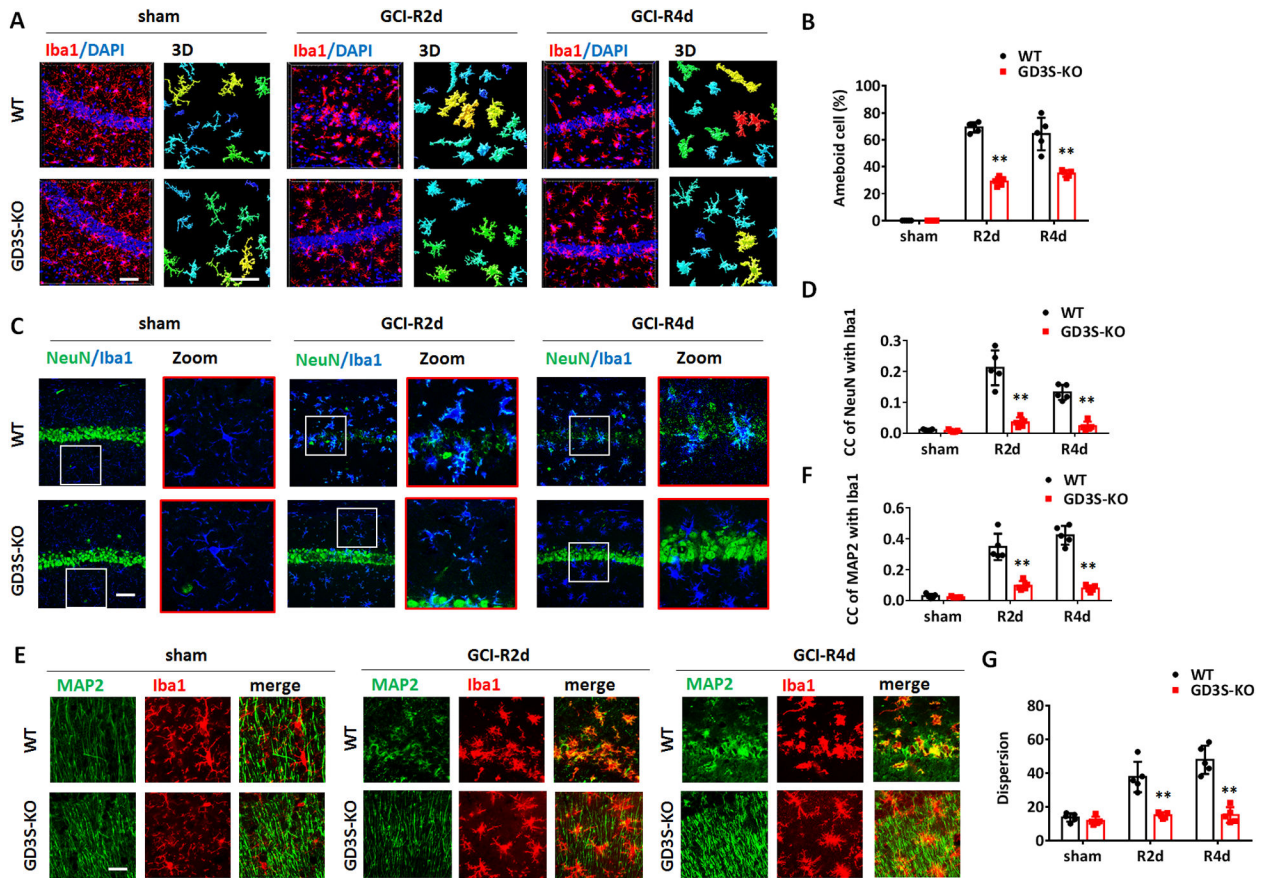 A
sham
GCI-R2d
GCI-R4d
Iba1/DAPI
3D
Iba1/DAPI
3D
Iba1/DAPI
3D
WT
GD3S-KO
B
WT
GD3S-KO
Ameboid cell (%)
100
80
60
40
20
0
sham
R2d
R4d
**
**
C
sham
GCI-R2d
GCI-R4d
NeuN/Iba1
Zoom
NeuN/Iba1
Zoom
NeuN/Iba1
Zoom
WT
GD3S-KO
D
WT
GD3S-KO
CC of NeuN with Iba1
0.3
0.2
0.1
0.0
sham
R2d
R4d
**
**
F
WT
GD3S-KO
CC of MAP2 with Iba1
0.6
0.4
0.2
0.0
sham
R2d
R4d
**
**
E
sham
GCI-R2d
GCI-R4d
MAP2
Iba1
merge
MAP2
Iba1
merge
MAP2
Iba1
merge
WT
WT
WT
GD3S-KO
GD3S-KO
GD3S-KO
G
WT
GD3S-KO
Dispersion
80
60
40
20
0
sham
R2d
R4d
**
**